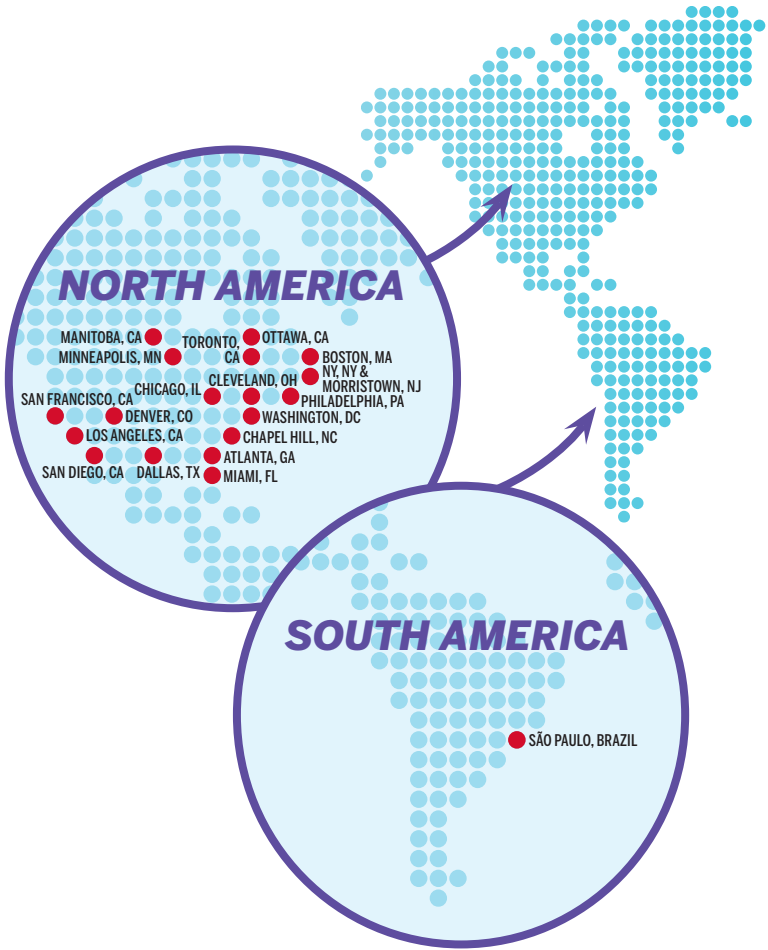 NORTH AMERICA
MANITOBA, CA
TORONTO,
CA
OTTAWA, CA
MINNEAPOLIS, MN
BOSTON, MA
NY, NY &
MORRISTOWN, NJ
CHICAGO, IL
CLEVELAND, OH
PHILADELPHIA, PA
SAN FRANCISCO, CA
DENVER, CO
WASHINGTON, DC
LOS ANGELES, CA
CHAPEL HILL, NC
SAN DIEGO, CA
DALLAS, TX
ATLANTA, GA
MIAMI, FL
SOUTH AMERICA
SÃO PAULO, BRAZIL